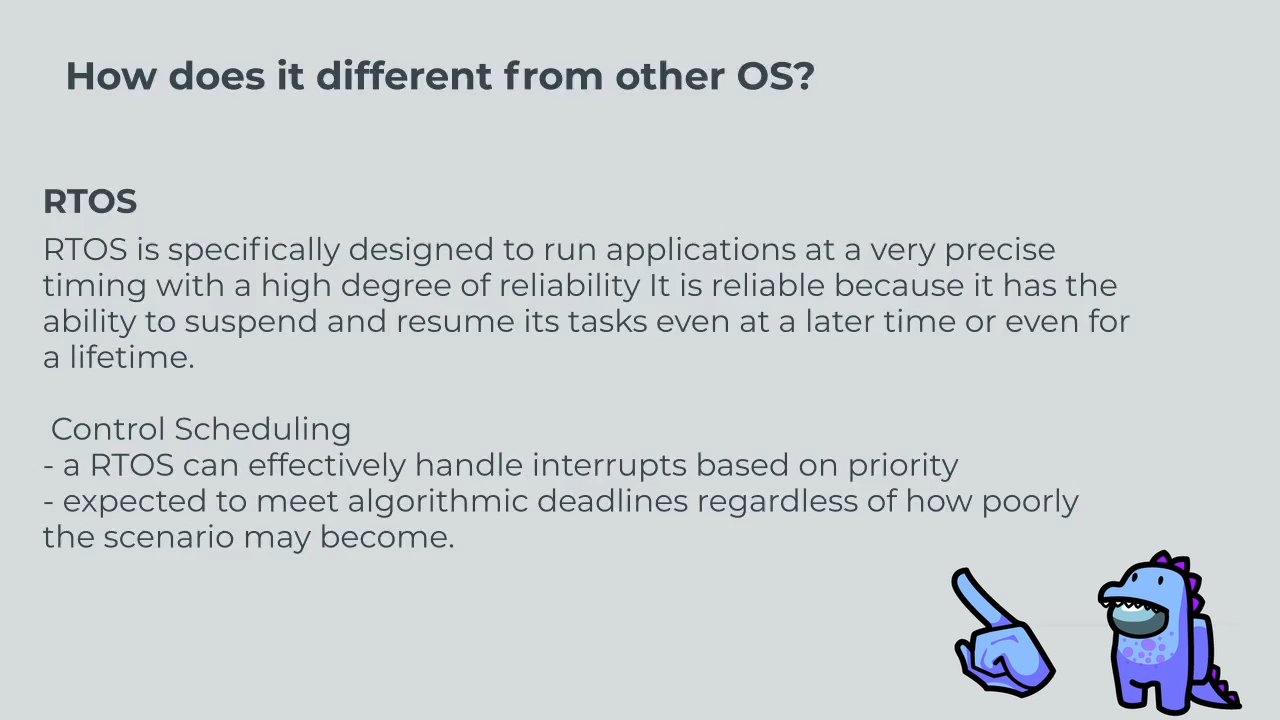 How does it different from other OS?
RTOS
RTOS is specifically designed to run applications at a very precise
timing with a high degree of reliability It is reliable because it has the
ability to suspend and resume its tasks even at a later time or even for
a lifetime.
Control Scheduling
- a RTOS can effectively handle interrupts based on priority
- expected to meet algorithmic deadlines regardless of how poorly
the scenario may become.